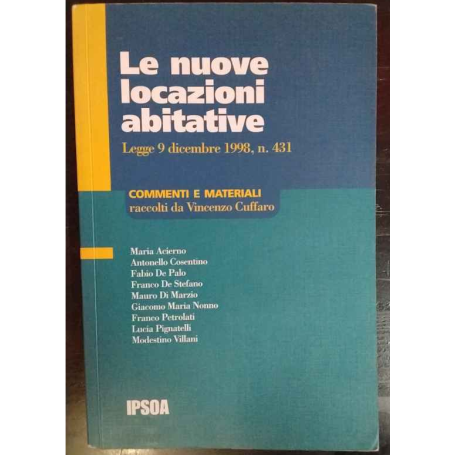 Le nuove
locazioni
abitative
Legge 9 dicembre 1998, n. 431
COMMENTI E MATERIALI
raccolti da Vincenzo Cuffaro
Maria Acierno
Antonello Cosentino
Fabio De Palo
Franco De Stefano
Mauro Di Marzio
Giacomo Maria Nonno
Franco Petrolati
Lucia Pignatelli
Modestino Villani
IPSOA